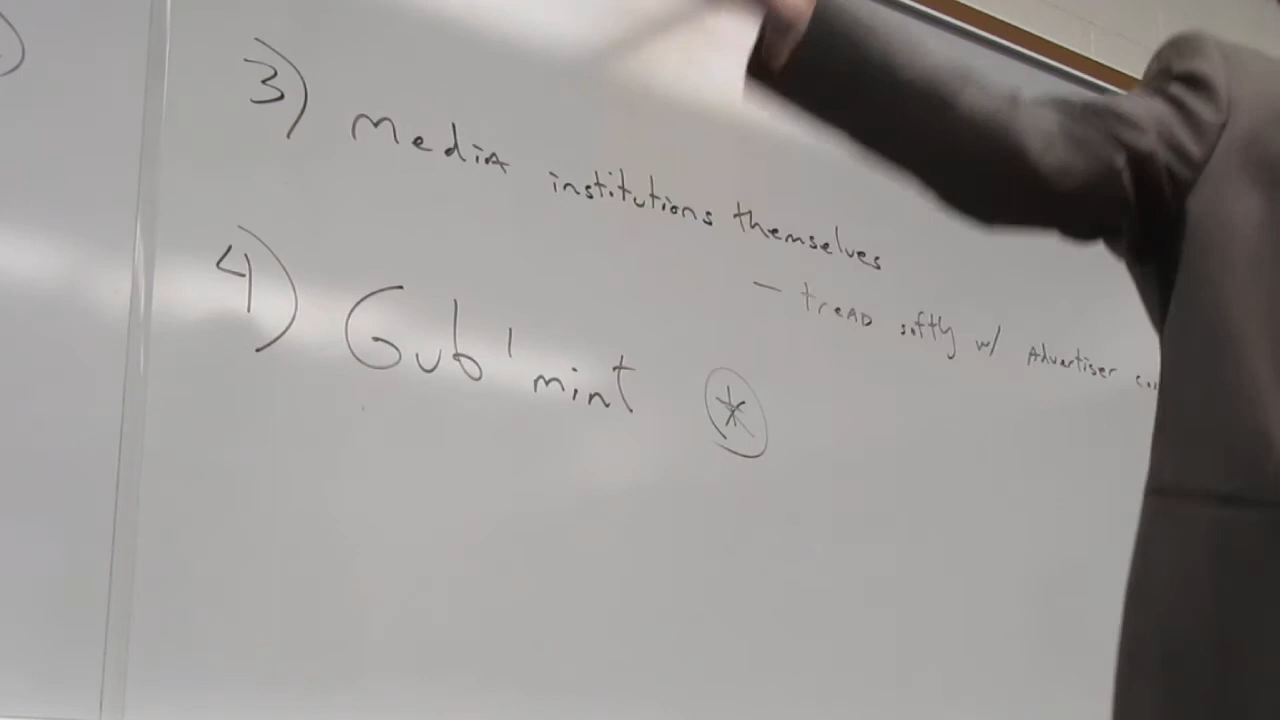 3) Media institutions themselves
- tread softly w/ Advertiser
4) Gub'mint *